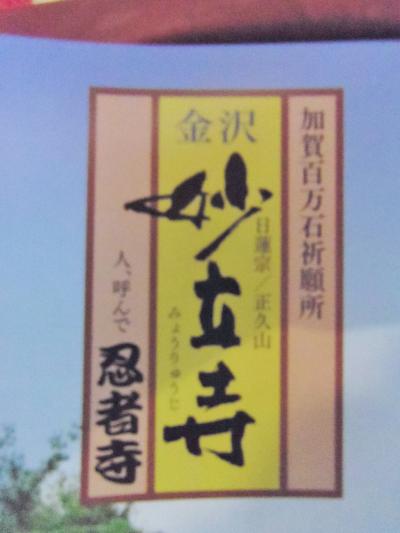 加賀百万石祈願所
金沢
日蓮宗/正久山
妙立寺
みょうりゅうじ
人、呼んで
忍者寺